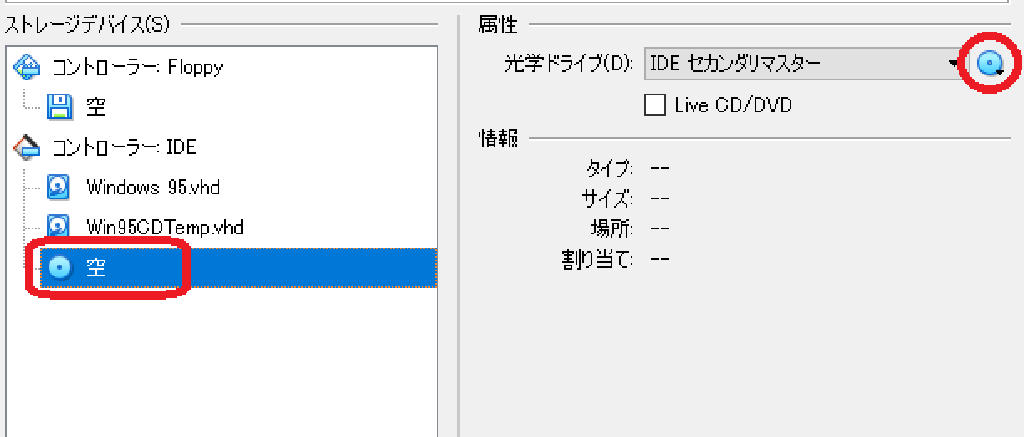 ストレージデバイス(S)
コントローラー: Floppy
空
コントローラー: IDE
Windows 95.vhd
Win95CDTemp.vhd
空
属性
光学ドライブ(D): IDE セカンダリマスター
Live CD/DVD
情報
タイプ: --
サイズ: --
場所: --
割り当て: --